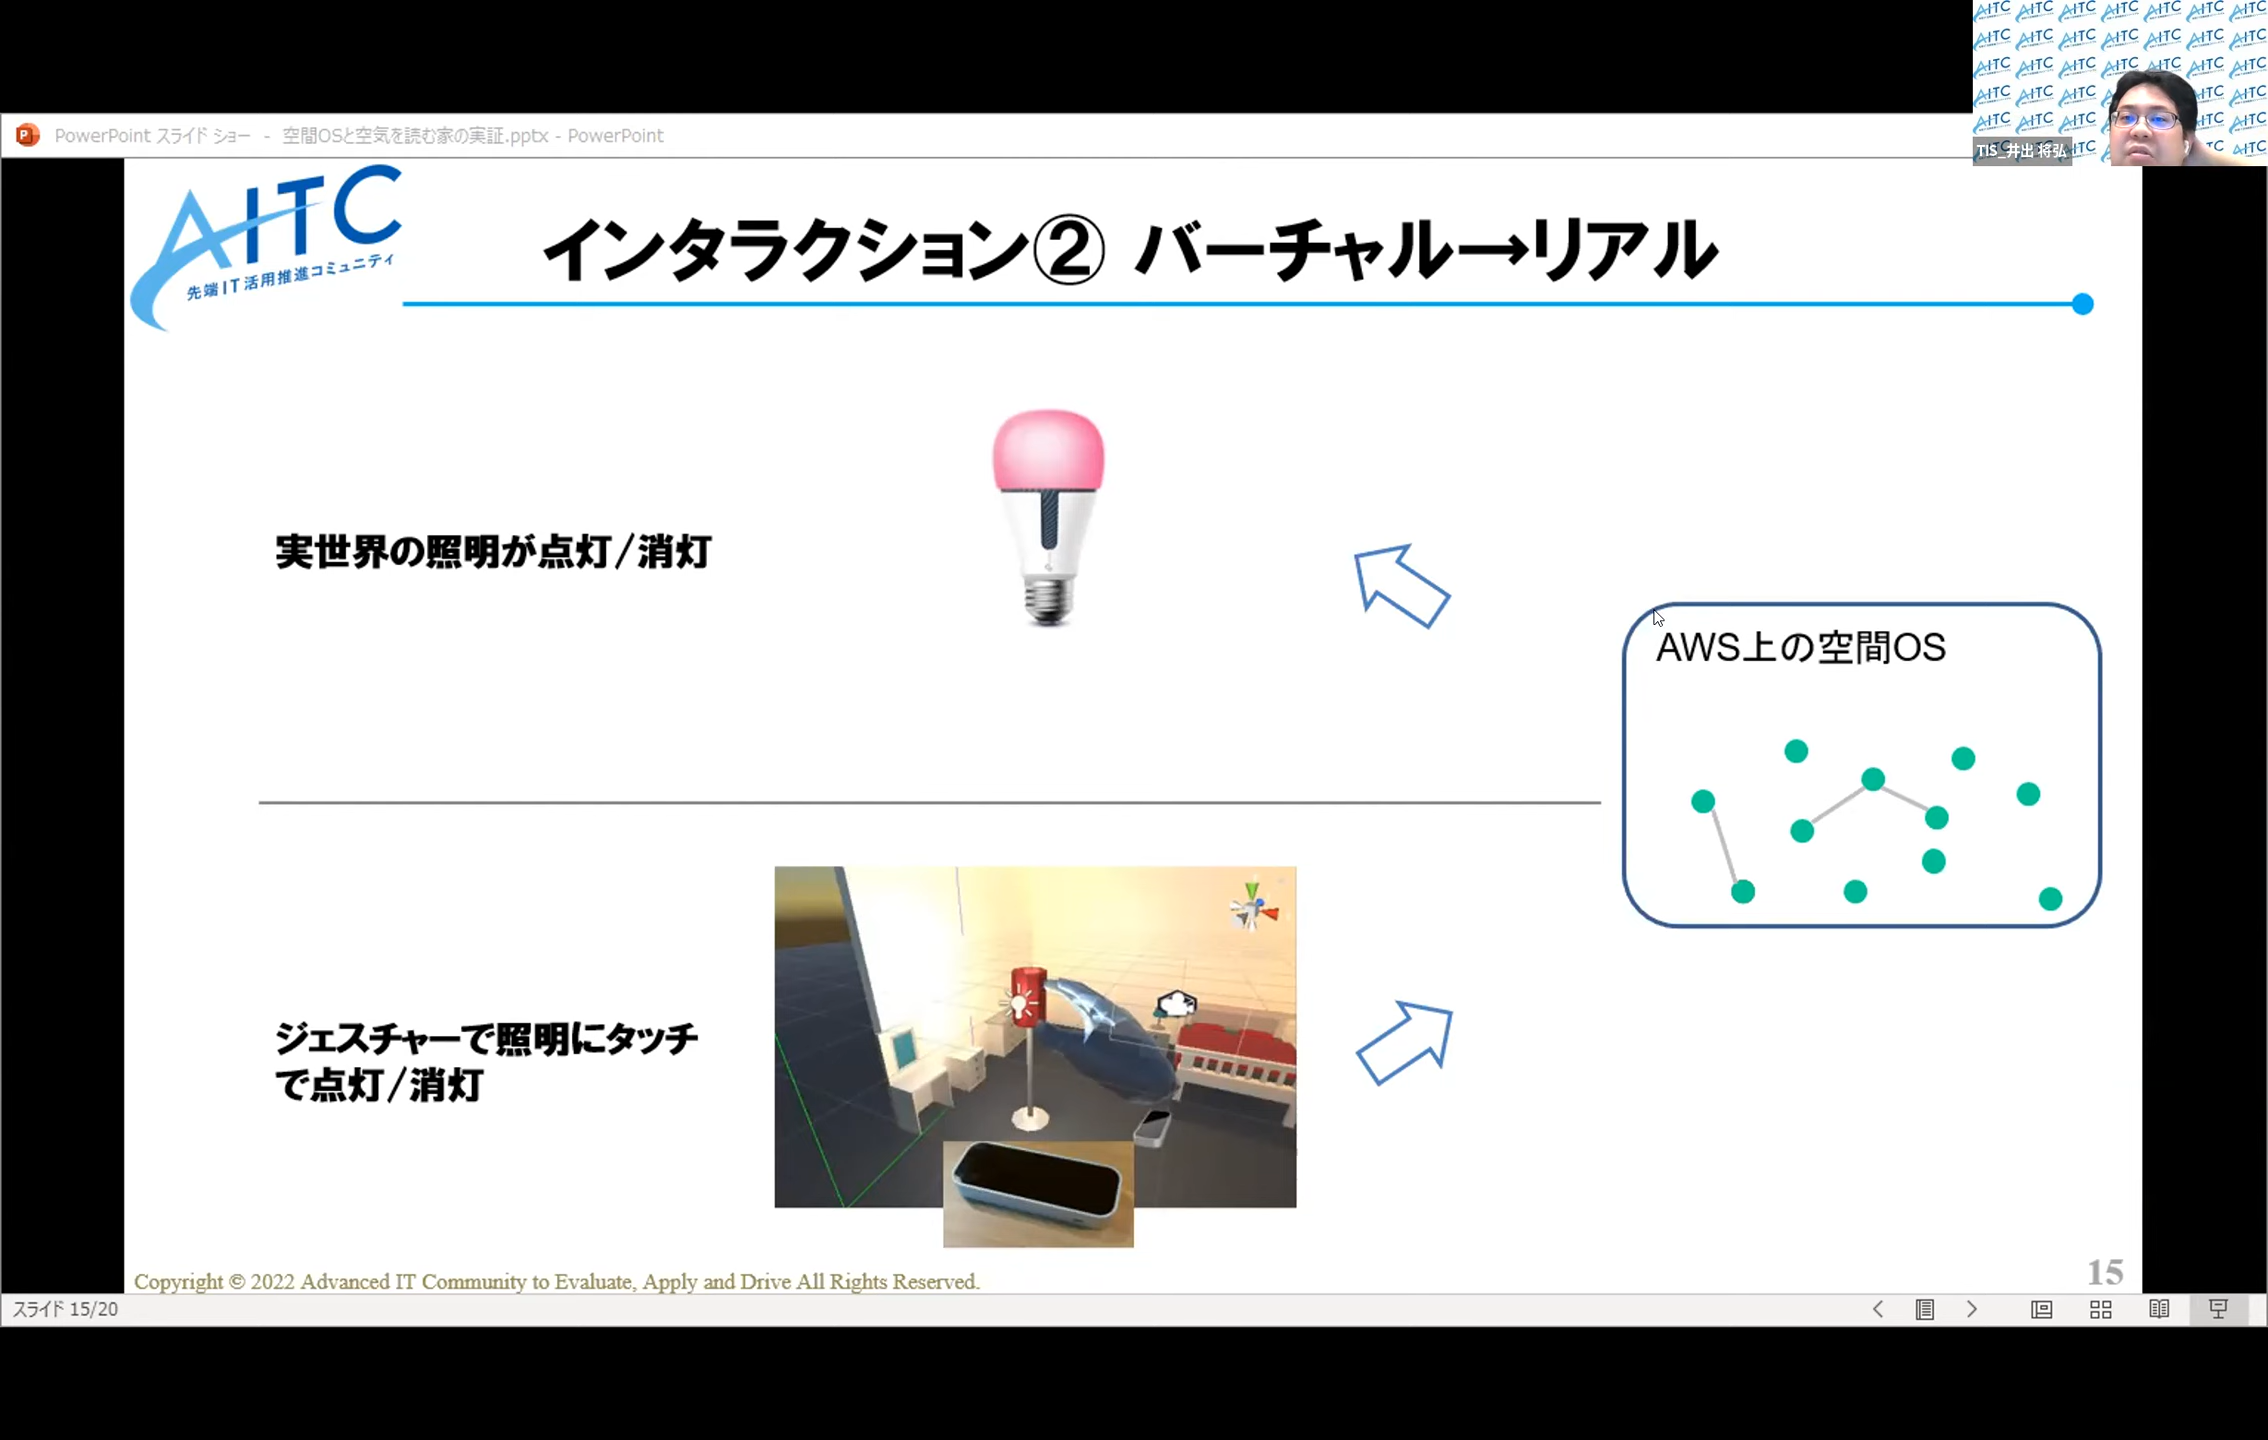 AITC
TIS_井出 将弘
PowerPoint スライド ショー - 空間OSと空気を読む家の実証.pptx - PowerPoint
AITC
先端IT活用推進コミュニティ
インタラクション② バーチャル→リアル
実世界の照明が点灯/消灯
AWS上の空間OS
ジェスチャーで照明にタッチ
で点灯/消灯
Copyright © 2022 Advanced IT Community to Evaluate, Apply and Drive All Rights Reserved.
15
スライド 15/20